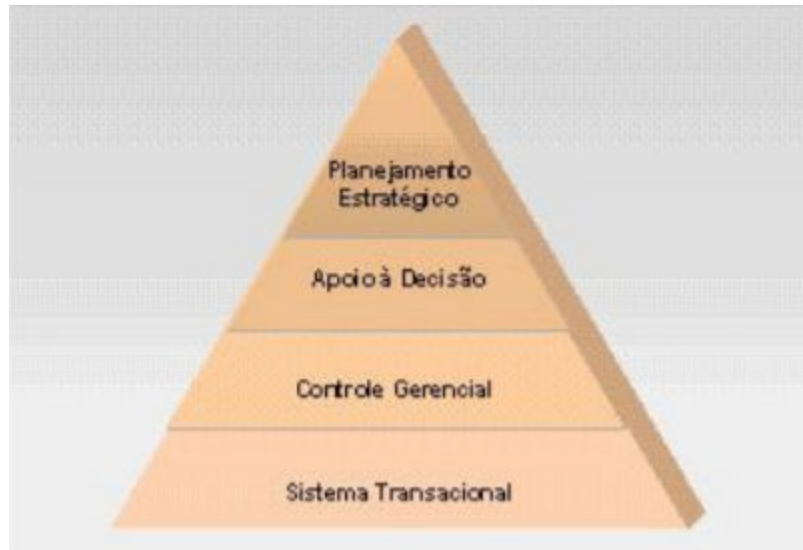 Planejamento
Estratégico
Apoio à Decisão
Controle Gerencial
Sistema Transacional